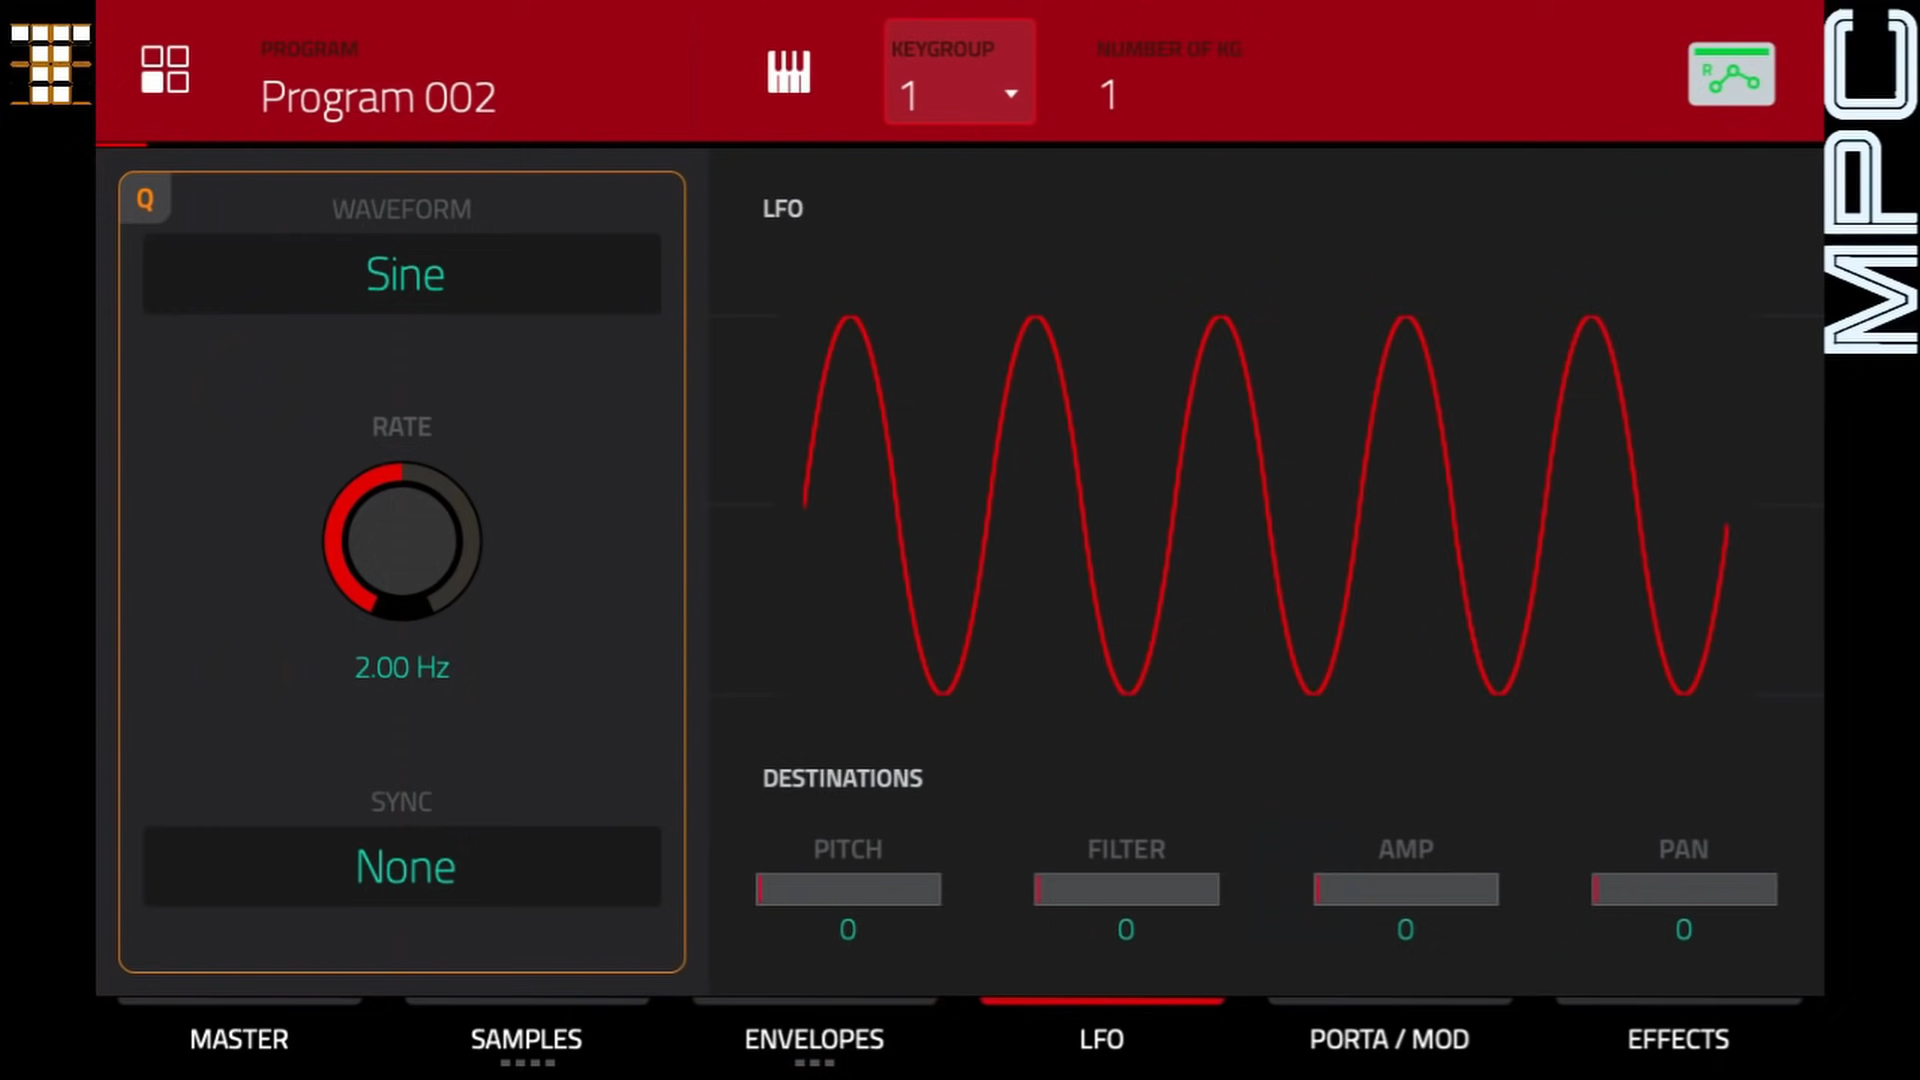 PROGRAM
Program 002
KEYGROUP
1
NUMBER OF KG
1
R
MPC
Q
WAVEFORM
Sine
RATE
2.00 Hz
SYNC
None
LFO
DESTINATIONS
PITCH FILTER AMP PAN
0 0 0 0
MASTER SAMPLES ENVELOPES LFO PORTA / MOD EFFECTS